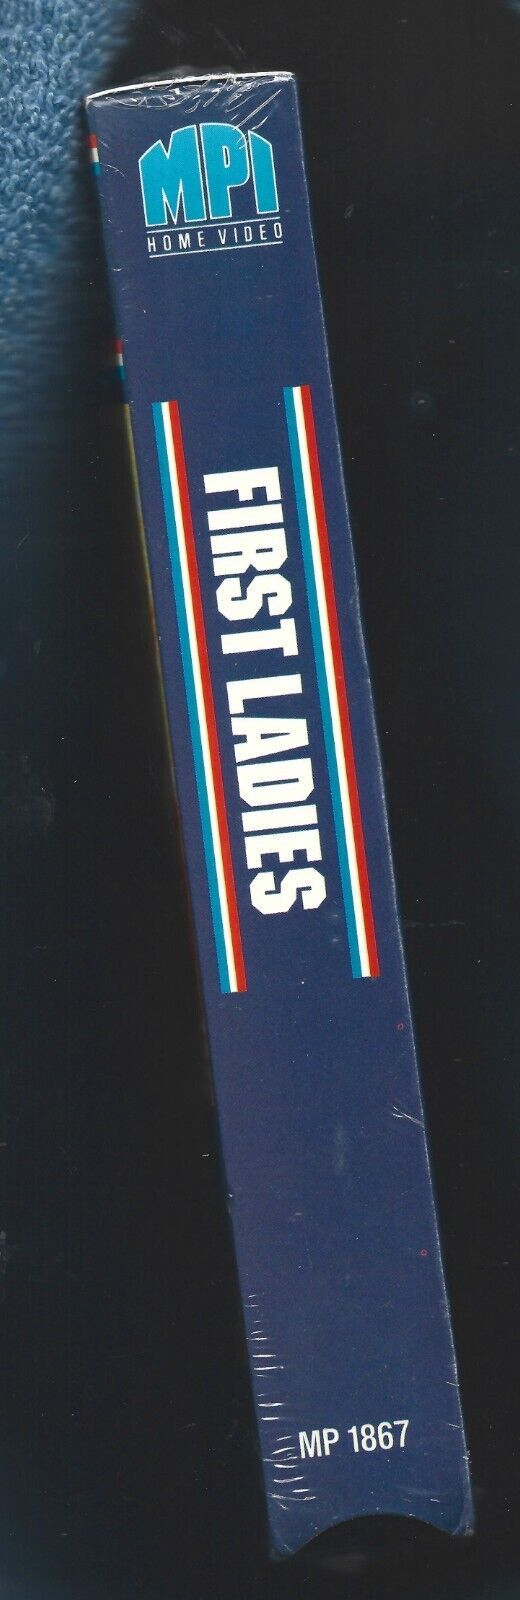 MPI
HOME VIDEO
FIRST LADIES
MP 1867